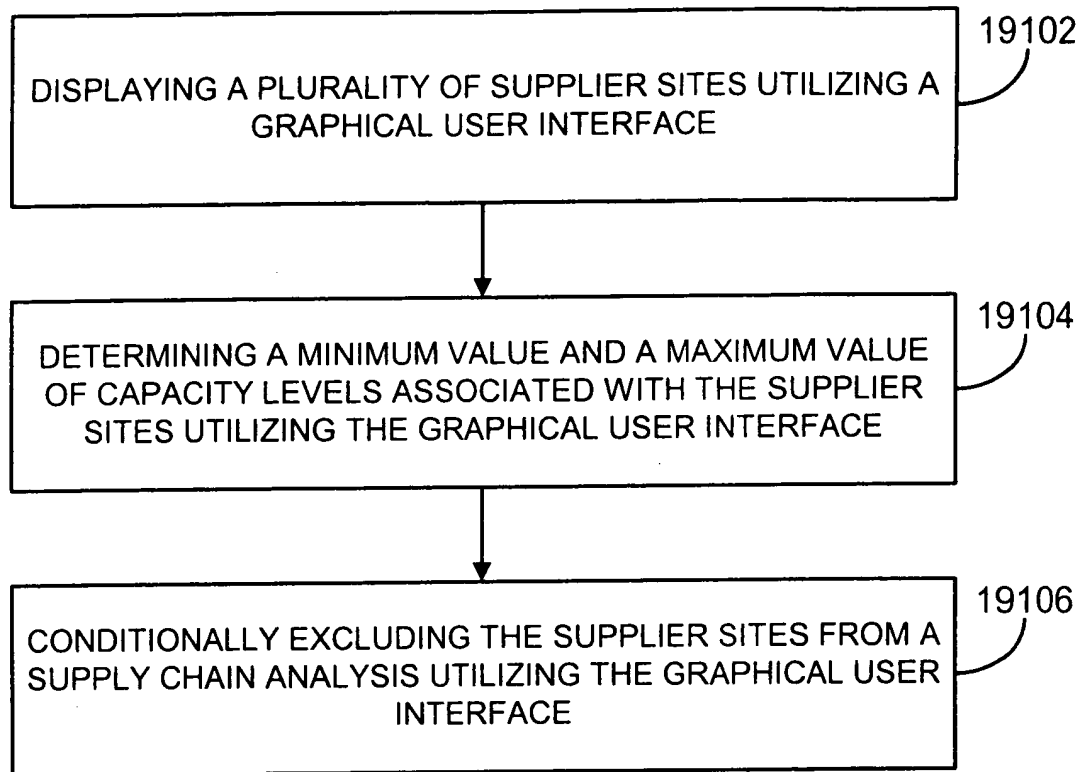 19102
DISPLAYING A PLURALITY OF SUPPLIER SITES UTILIZING A
GRAPHICAL USER INTERFACE
19104
DETERMINING A MINIMUM VALUE AND A MAXIMUM VALUE
OF CAPACITY LEVELS ASSOCIATED WITH THE SUPPLIER
SITES UTILIZING THE GRAPHICAL USER INTERFACE
19106
CONDITIONALLY EXCLUDING THE SUPPLIER SITES FROM A
SUPPLY CHAIN ANALYSIS UTILIZING THE GRAPHICAL USER
INTERFACE